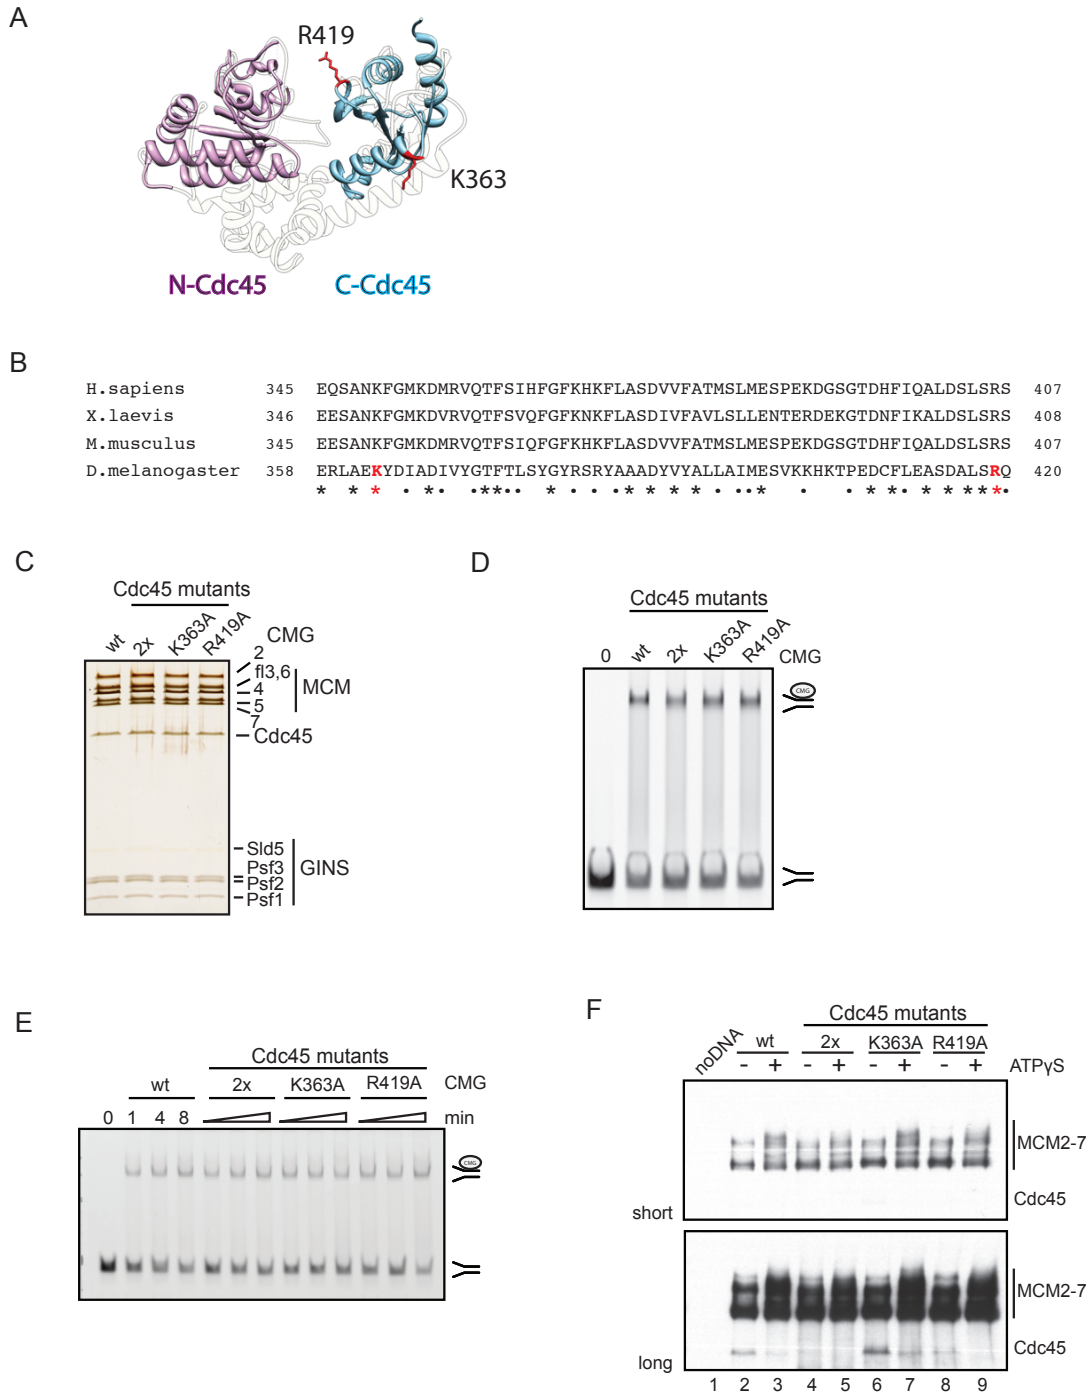 A
R419
K363
N-Cdc45
C-Cdc45
B
H.sapiens 345 EQSANKFGMKDMRVQTFSIHFGFKHKFLASDVVFATMSLMESPEKDGSGTDHFIQALDSLSRS 407
X.laevis 346 EESANKFGMKDVRVQTFSVQFGFKNKFLASDIVFAVLSLLENTERDEKGTDNFIKALDSLSRS 408
M.musculus 345 EESANKFGMKDMRVQTFSIQFGFKHKFLASDVVFATMSLMESPEKDGSGTDHFIQALDSLSRS 407
D.melanogaster 358 ERLAEKYDIADIVYGTFTLSYGYRSRYAAADYVYALLAIMESVKKHKTPEDCFLEASDALSRQ 420
C
Cdc45 mutants
wt 2x K363A R419A CMG
2
fl3,6
4
5
7
MCM
Cdc45
Sld5
Psf3
Psf2
Psf1
GINS
D
Cdc45 mutants
0 wt 2x K363A R419A CMG
CMG
E
Cdc45 mutants
wt 2x K363A R419A CMG
0 1 4 8 min
CMG
F
Cdc45 mutants
noDNA wt 2x K363A R419A
- + - + - + - + ATPγS
MCM2-7
Cdc45
short
MCM2-7
Cdc45
long
1 2 3 4 5 6 7 8 9